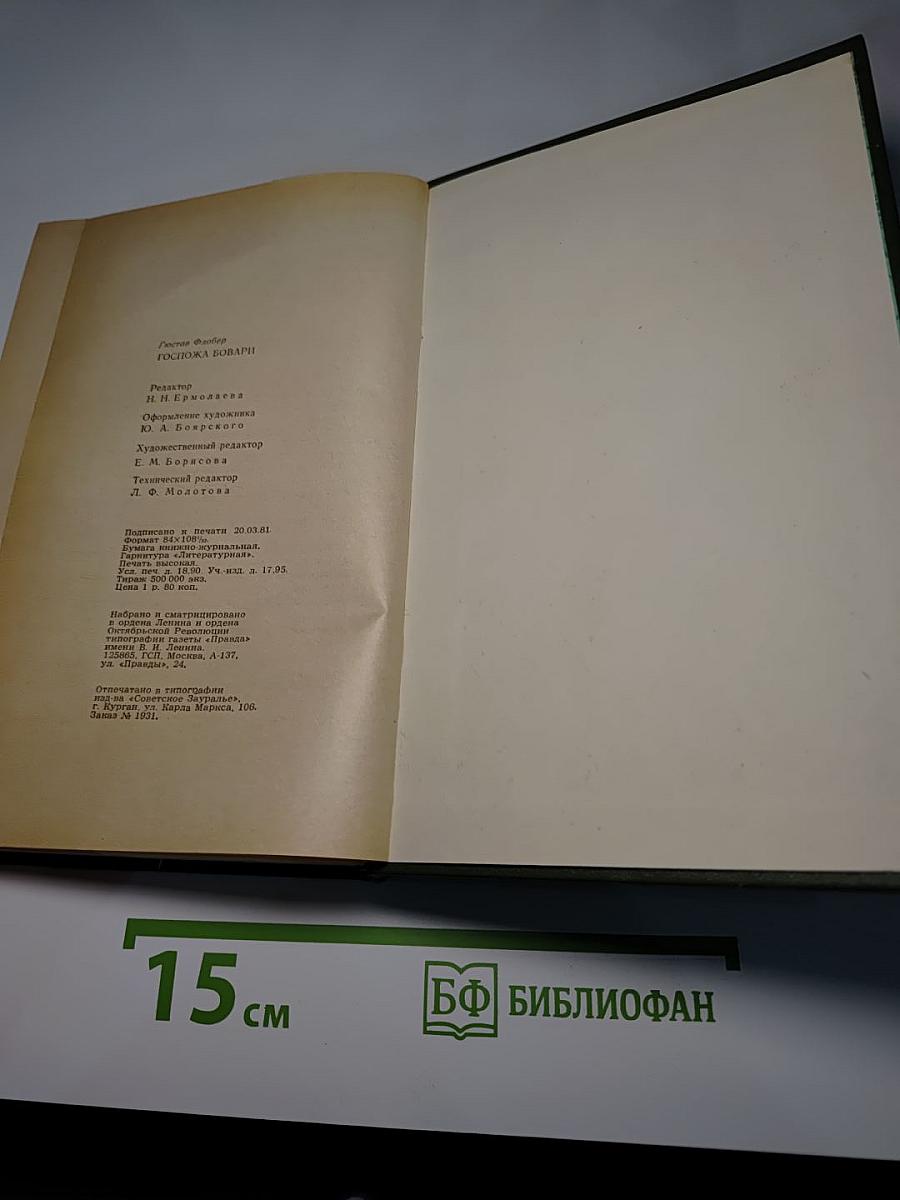 Гюстав Флобер
ГОСПОЖА БОВАРИ
Редактор
Н. Н. Ермолаева
Оформление художника
Ю. А. Боярского
Художественный редактор
Е. М. Борисова
Технический редактор
Л. Ф. Молотова
Подписано к печати 20.03.81.
Формат 84×108¹/₃₂.
Бумага книжно-журнальная.
Гарнитура «Литературная».
Печать высокая.
Усл. печ. л. 18,90. Уч.-изд. л. 17,95.
Тираж 500 000 экз.
Цена 1 р. 80 коп.
Набрано и сматрицировано
в ордена Ленина и ордена
Октябрьской Революции
типографии газеты «Правда»
имени В. И. Ленина.
125865, ГСП, Москва, А-137,
ул. «Правды», 24.
Отпечатано в типографии
изд-ва «Советское Зауралье»,
г. Курган, ул. Карла Маркса, 106.
Заказ № 1931.
15 см
БФ БИБЛИОФАН